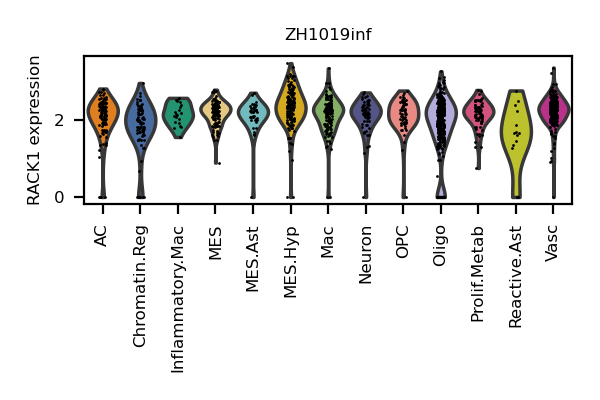 ZH1019inf
RACK1 expression
2
0
AC
Chromatin.Reg
Inflammatory.Mac
MES
MES.Ast
MES.Hyp
Mac
Neuron
OPC
Oligo
Prolif.Metab
Reactive.Ast
Vasc